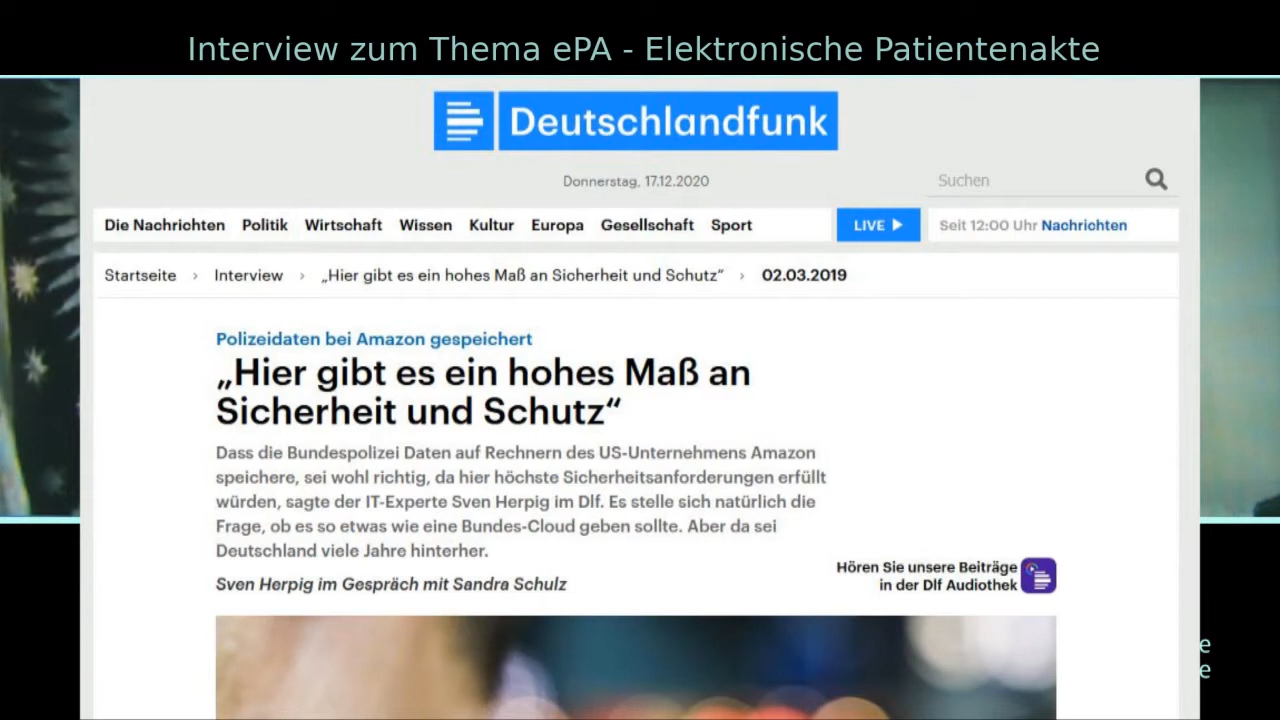 Interview zum Thema ePA - Elektronische Patientenakte
Deutschlandfunk
Donnerstag, 17.12.2020
Suchen
Die Nachrichten Politik Wirtschaft Wissen Kultur Europa Gesellschaft Sport LIVE Seit 12:00 Uhr Nachrichten
Startseite › Interview › „Hier gibt es ein hohes Maß an Sicherheit und Schutz“ › 02.03.2019
Polizeidaten bei Amazon gespeichert
„Hier gibt es ein hohes Maß an
Sicherheit und Schutz“
Dass die Bundespolizei Daten auf Rechnern des US-Unternehmens Amazon
speichere, sei wohl richtig, da hier höchste Sicherheitsanforderungen erfüllt
würden, sagte der IT-Experte Sven Herpig im Dlf. Es stelle sich natürlich die
Frage, ob es so etwas wie eine Bundes-Cloud geben sollte. Aber da sei
Deutschland viele Jahre hinterher.
Sven Herpig im Gespräch mit Sandra Schulz
Hören Sie unsere Beiträge
in der Dlf Audiothek
e
e